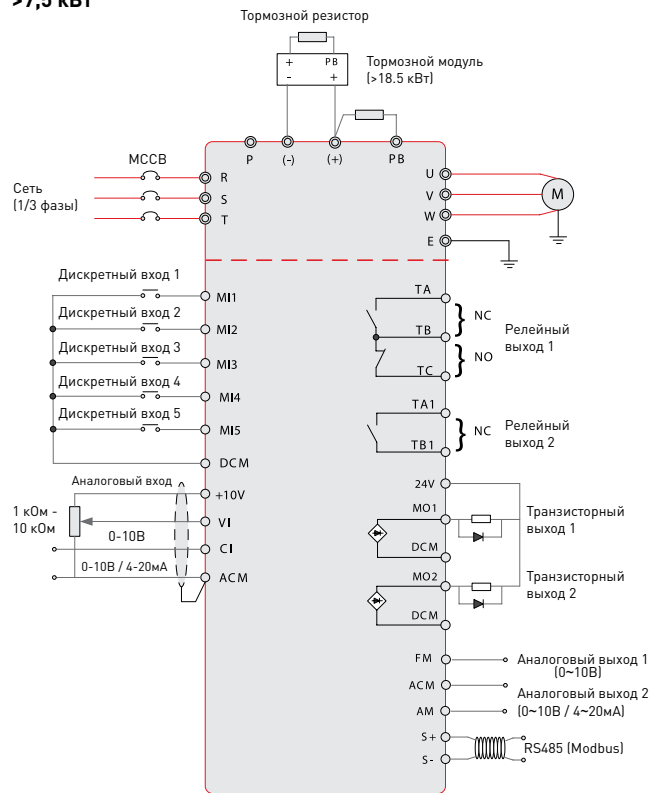 >7,5 кВт
Тормозной резистор
+ PB
- +
Тормозной модуль
(>18.5 кВт)
P (-) (+) PB
MCCB
Сеть
(1/3 фазы)
R
S
T
U
V
W
E
M
Дискретный вход 1
MI1
Дискретный вход 2
MI2
Дискретный вход 3
MI3
Дискретный вход 4
MI4
Дискретный вход 5
MI5
DCM
Аналоговый вход
+10V
1 кОм -
10 кОм
VI
0-10В
CI
0-10В / 4-20мА
ACM
TA
TB
TC
NC
NO
Релейный
выход 1
TA1
TB1
NC
Релейный
выход 2
24V
MO1
DCM
Транзисторный
выход 1
MO2
DCM
Транзисторный
выход 2
FM
Аналоговый выход 1
(0~10В)
ACM
Аналоговый выход 2
AM
(0~10В / 4~20мА)
S+
S-
RS485 (Modbus)